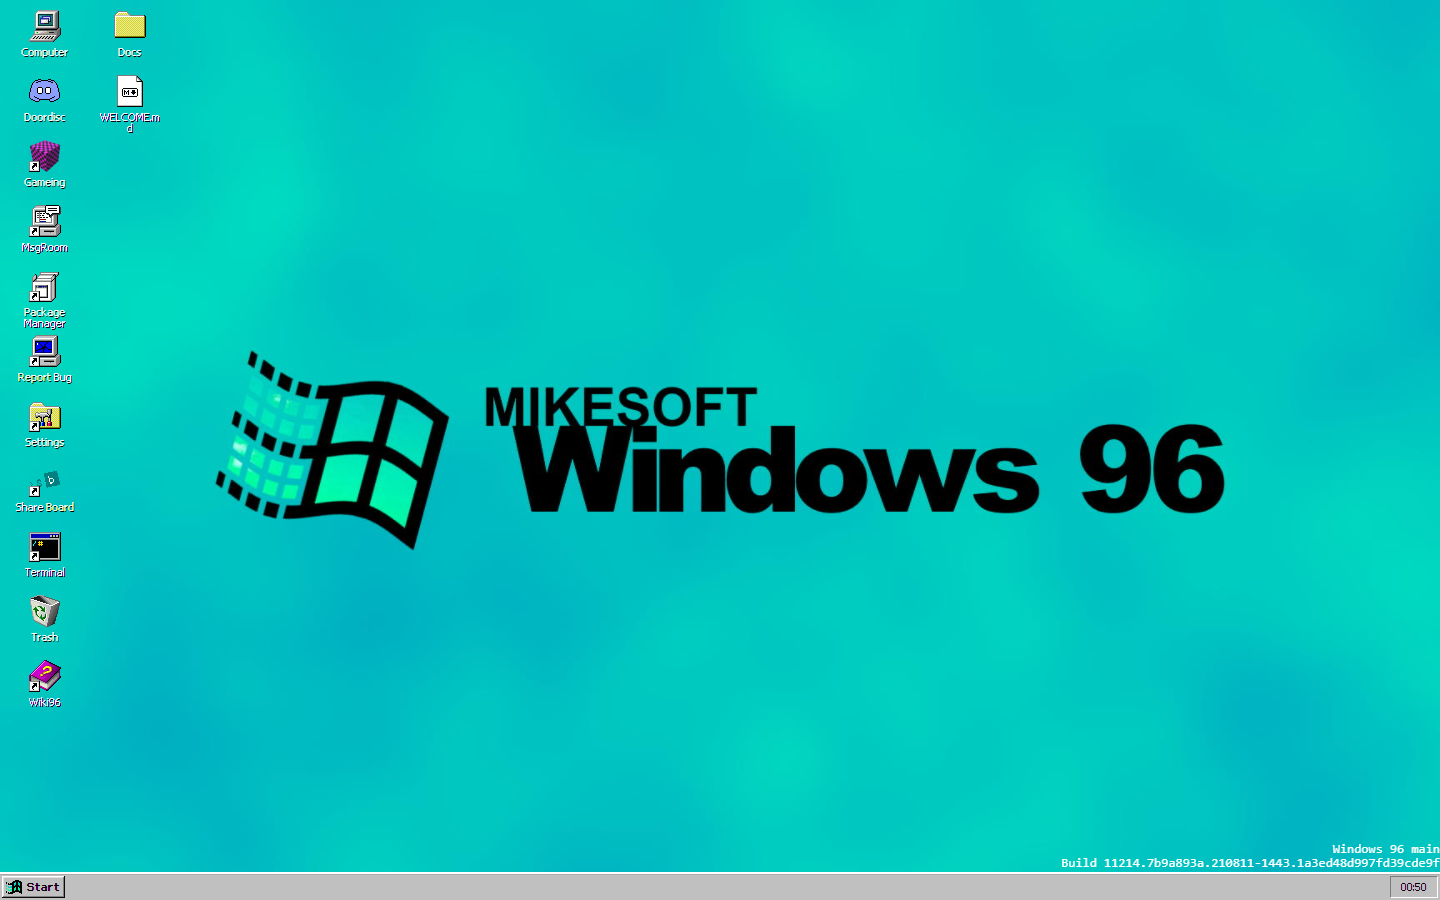 Computer
Docs
Doordisc
WELCOME.m
d
Gameing
MsgRoom
Package
Manager
Report Bug
Settings
Share Board
Terminal
Trash
Wiki96
MIKESOFT
Windows 96
Windows 96 main
Build 11214.7b9a893a.210811-1443.1a3ed48d997fd39cde9f
Start
00:50